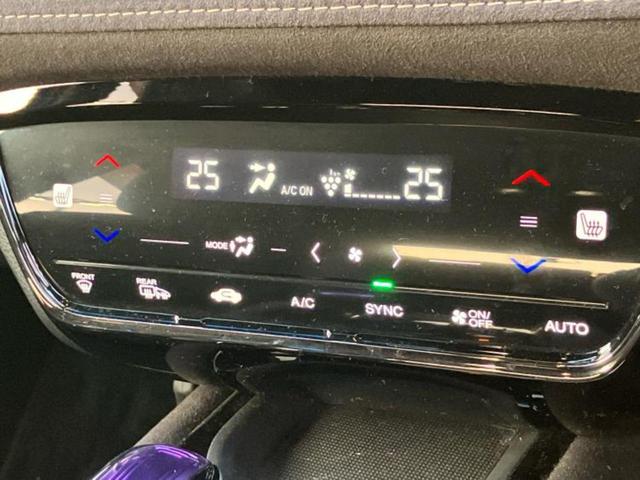 25 A/C ON 25
MODE
FRONT REAR A/C SYNC ON/OFF AUTO